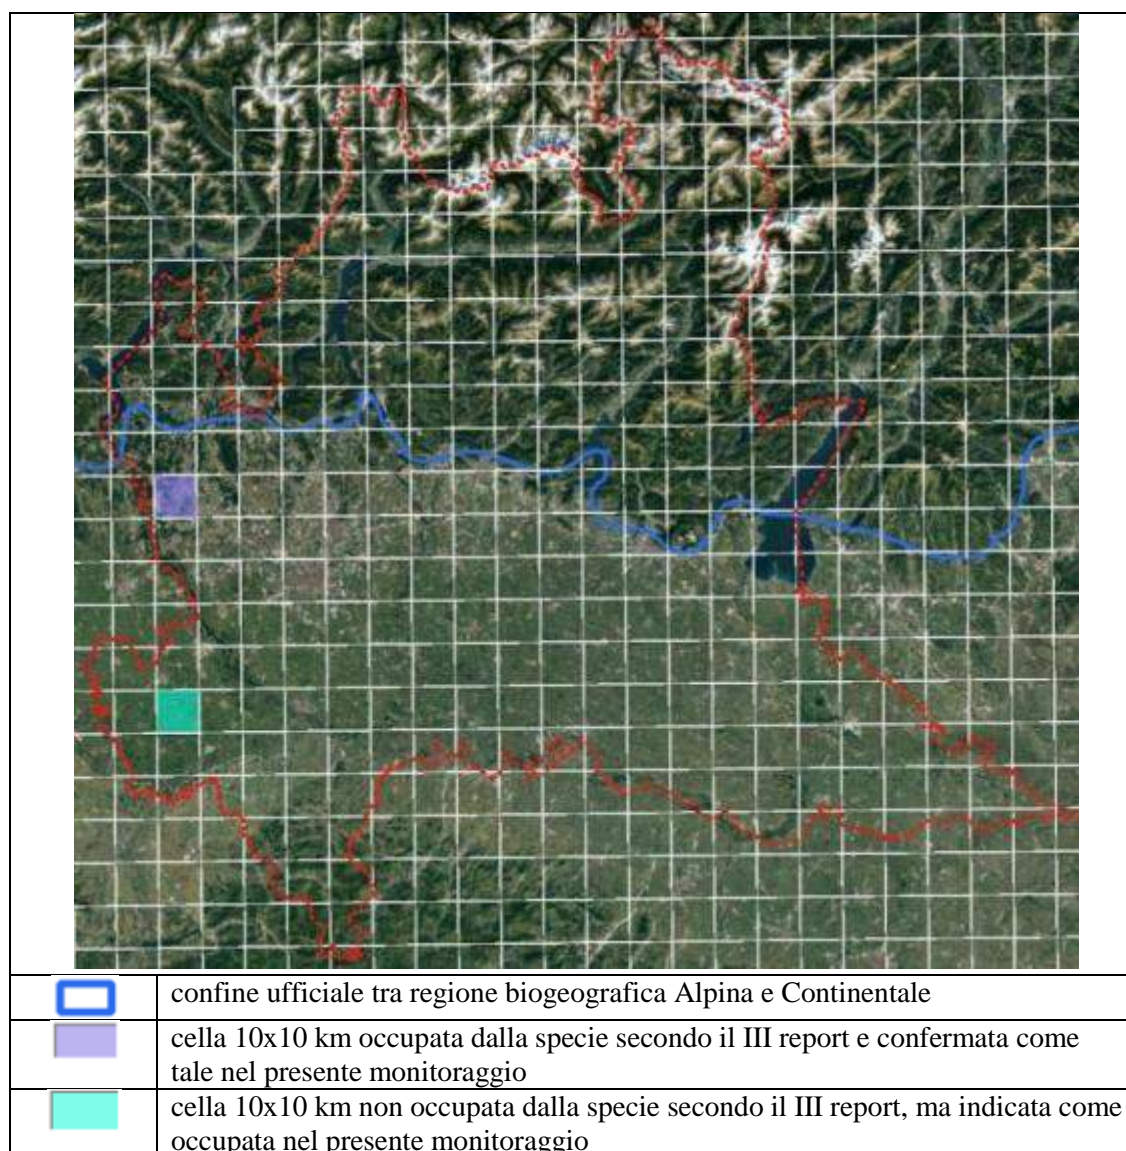 confine ufficiale tra regione biogeografica Alpina e Continentale
cella 10x10 km occupata dalla specie secondo il III report e confermata come
tale nel presente monitoraggio
cella 10x10 km non occupata dalla specie secondo il III report, ma indicata come
occupata nel presente monitoraggio